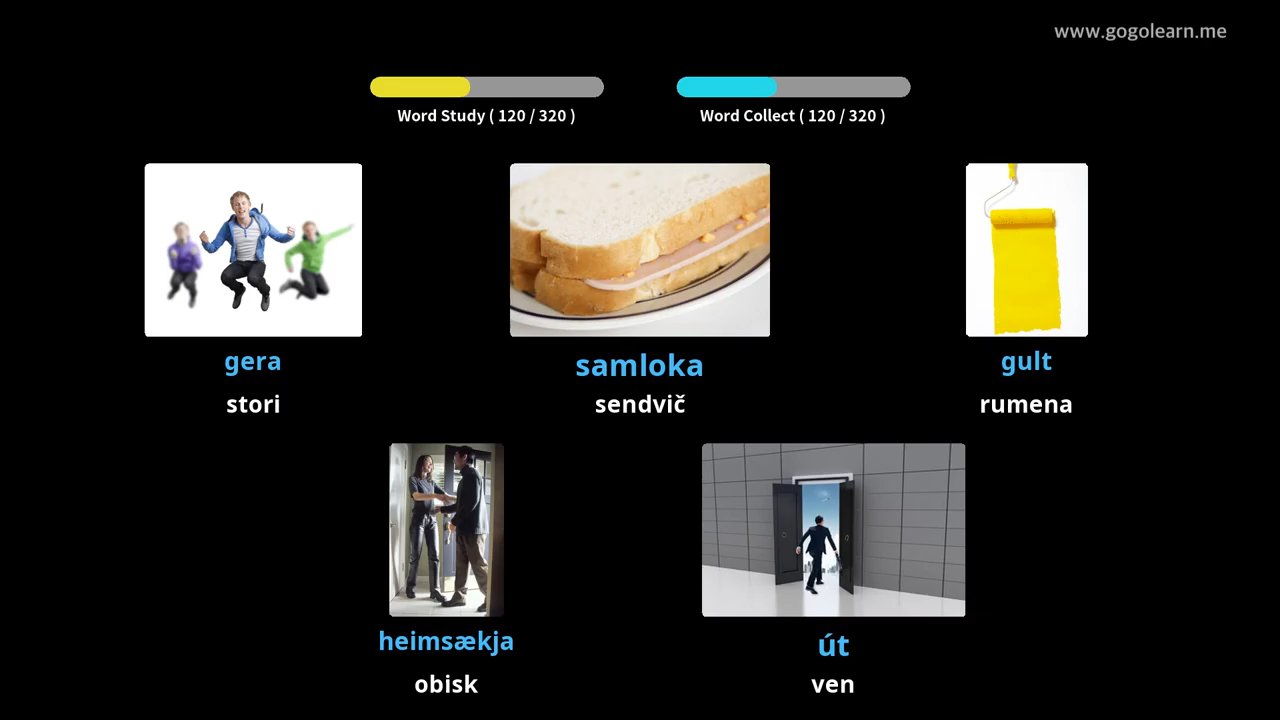 www.gogolearn.me
Word Study ( 120 / 320 )
Word Collect ( 120 / 320 )
gera
samloka
gult
stori
sendvič
rumena
heimsækja
út
obisk
ven